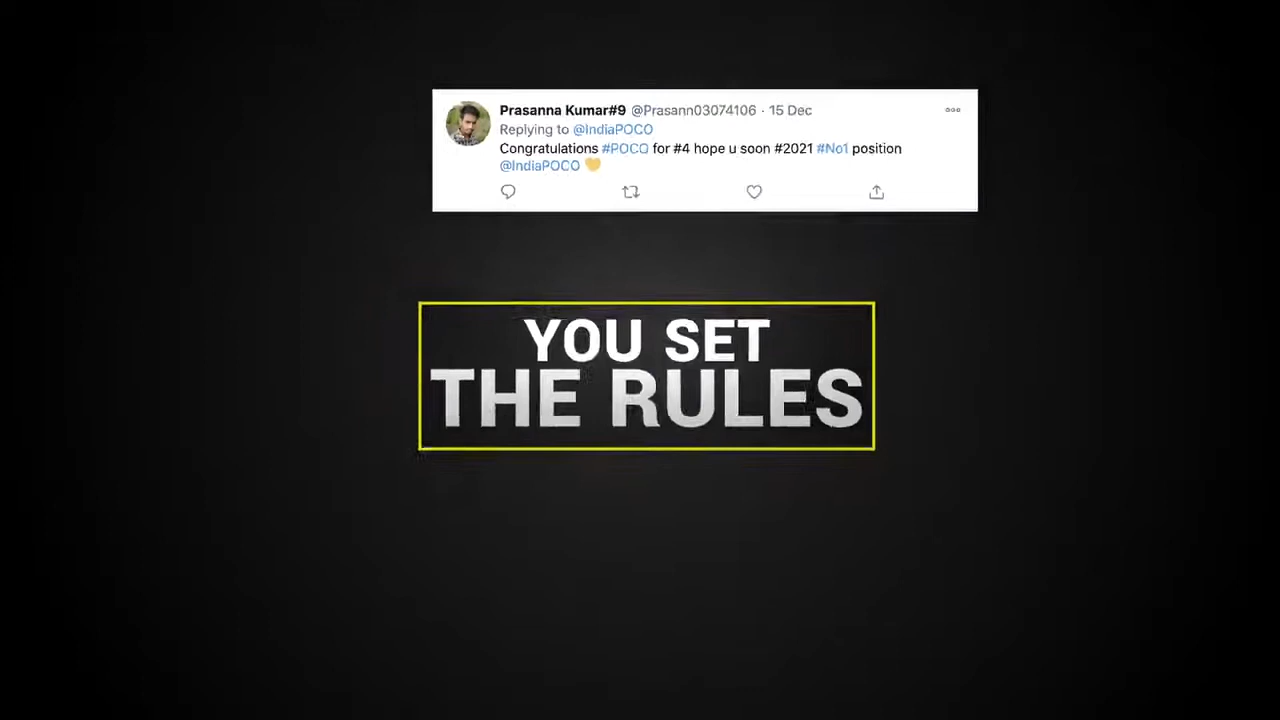 Prasanna Kumar#9 @Prasann03074106 · 15 Dec
Replying to @IndiaPOCO
Congratulations #POCO for #4 hope u soon #2021 #No1 position
@IndiaPOCO 💛
YOU SET
THE RULES